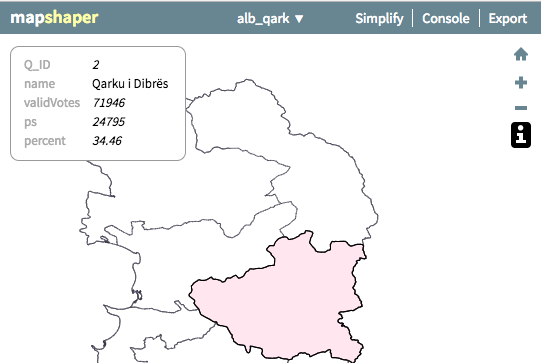 mapshaper alb_qark ▼ Simplify Console Export
Q_ID 2
name Qarku i Dibrës
validVotes 71946
ps 24795
percent 34.46